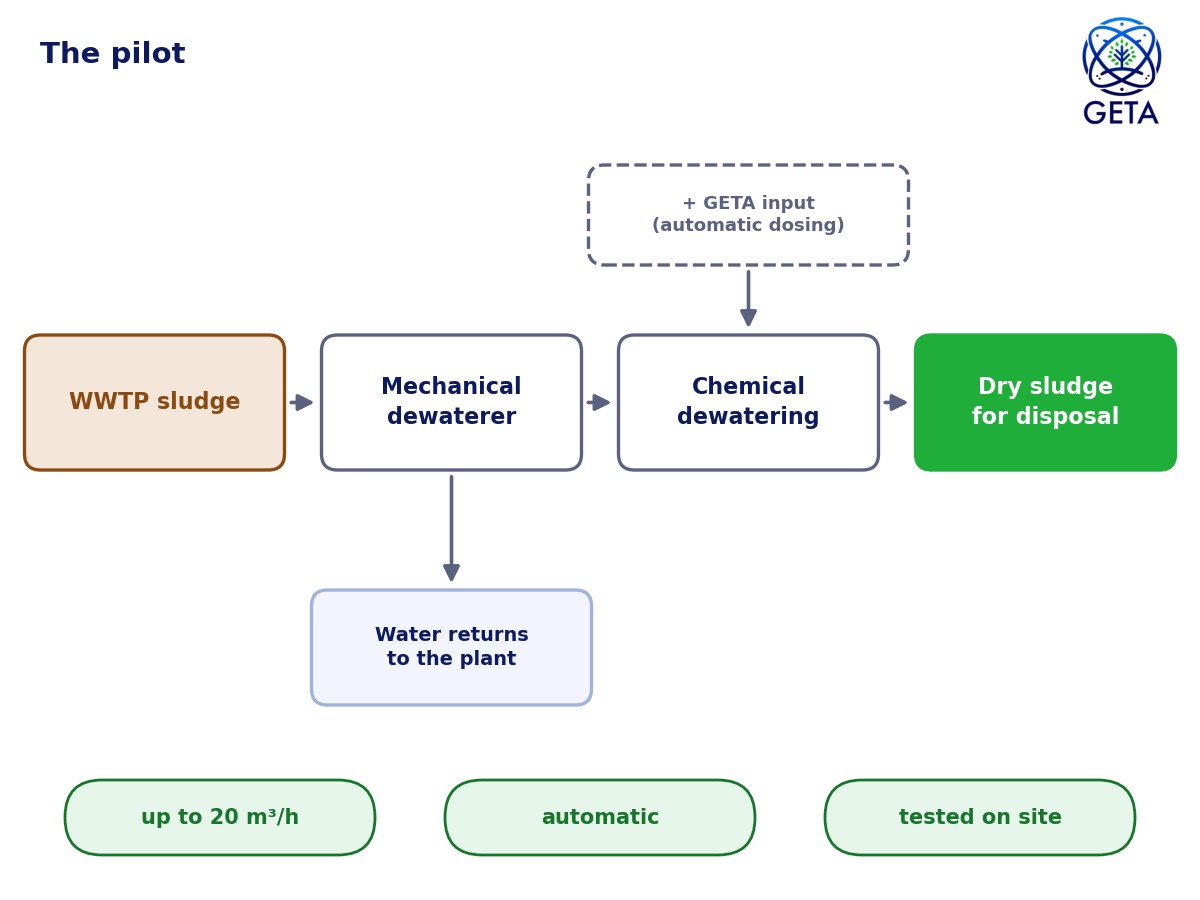 The pilot
GETA
+ GETA input
(automatic dosing)
WWTP sludge
Mechanical
dewaterer
Chemical
dewatering
Dry sludge
for disposal
Water returns
to the plant
up to 20 m³/h
automatic
tested on site